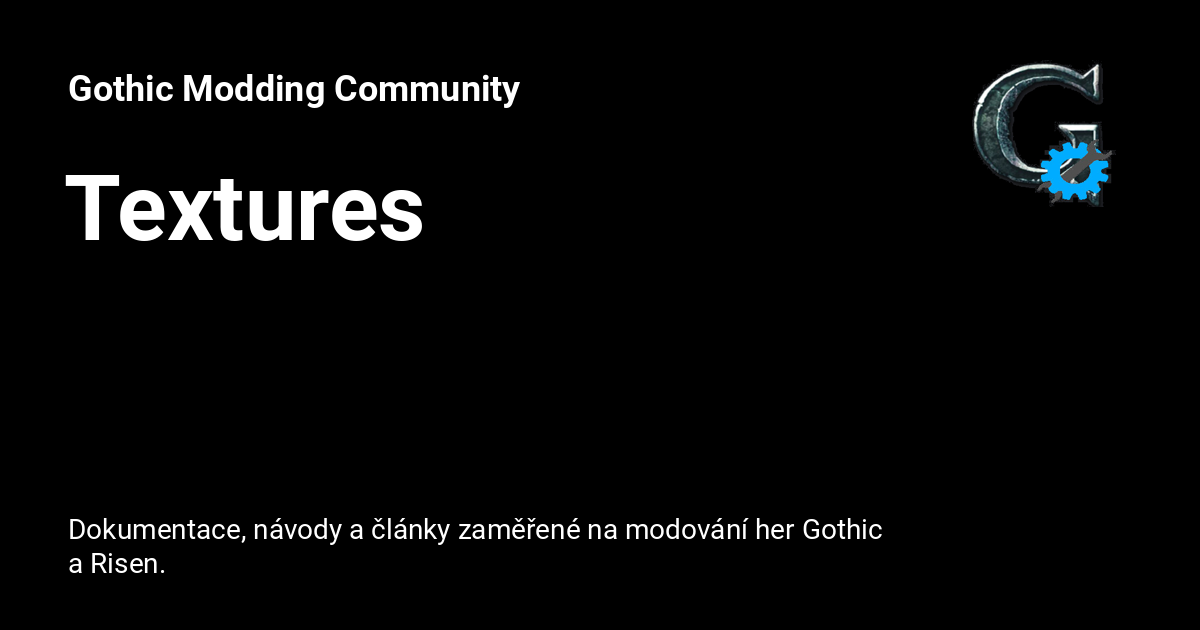 Gothic Modding Community
Textures
Dokumentace, návody a články zaměřené na modování her Gothic
a Risen.